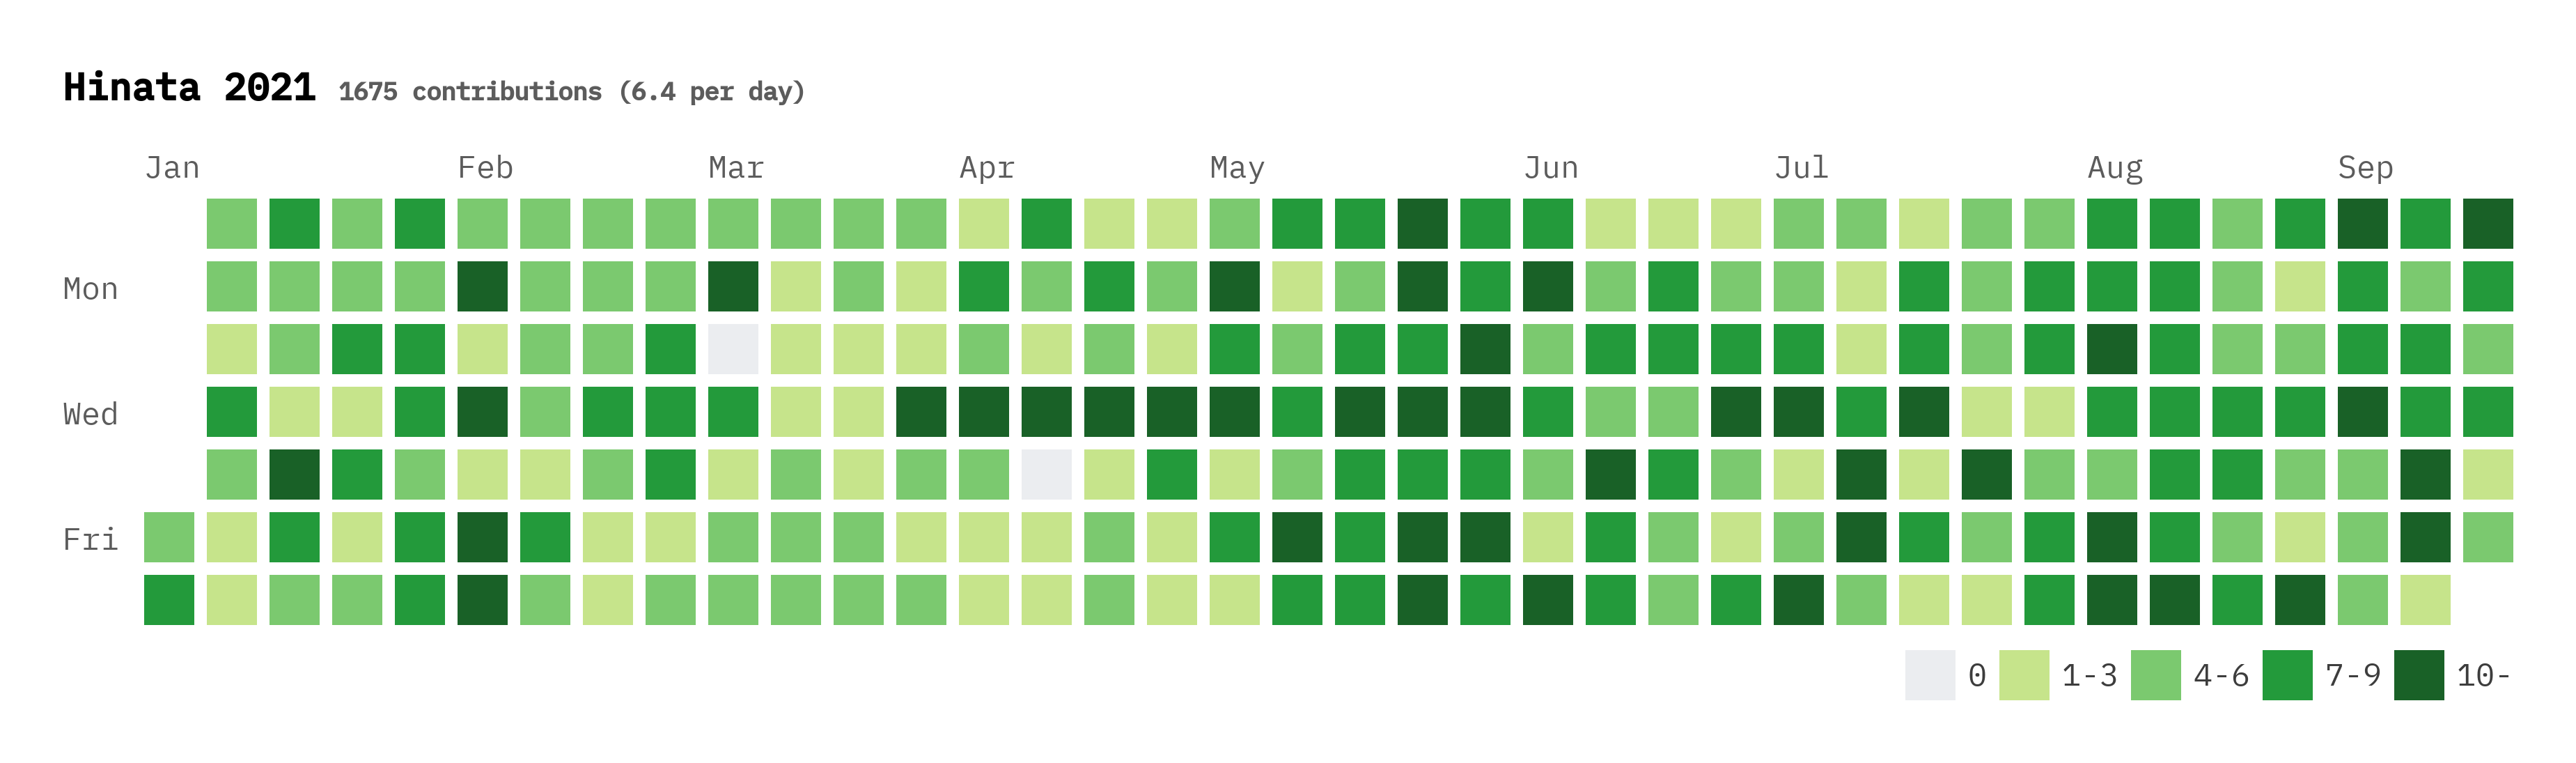 Hinata 2021 1675 contributions (6.4 per day)
Jan Feb Mar Apr May Jun Jul Aug Sep
Mon
Wed
Fri
0 1-3 4-6 7-9 10-